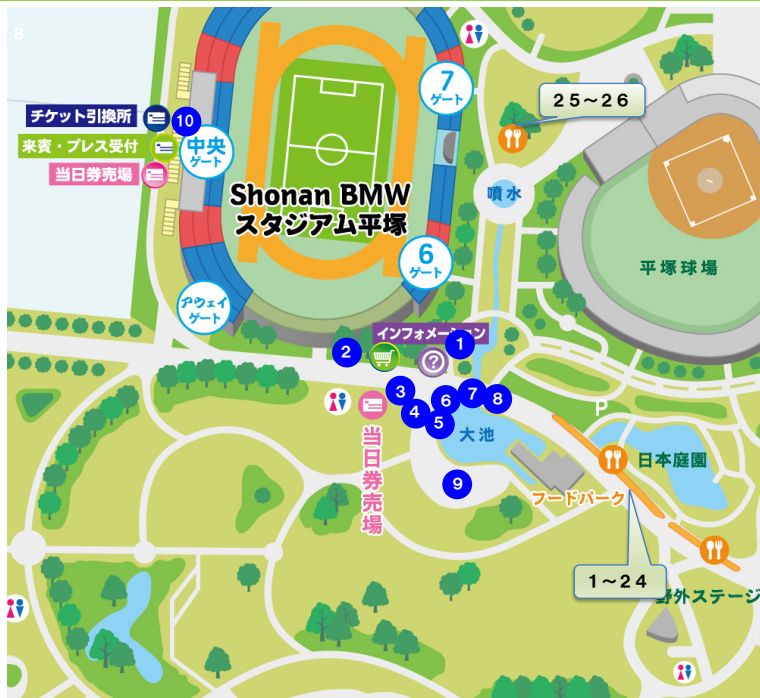 8
7
ゲート
25～26
チケット引換所
10
来賓・プレス受付
中央
ゲート
当日券売場
Shonan BMW
スタジアム平塚
噴水
6
ゲート
平塚球場
アウェイ
ゲート
インフォメーション
?
1
2
3
4
5
6
7
8
P
大池
日本庭園
当日券売場
9
フードパーク
1～24
野外ステージ